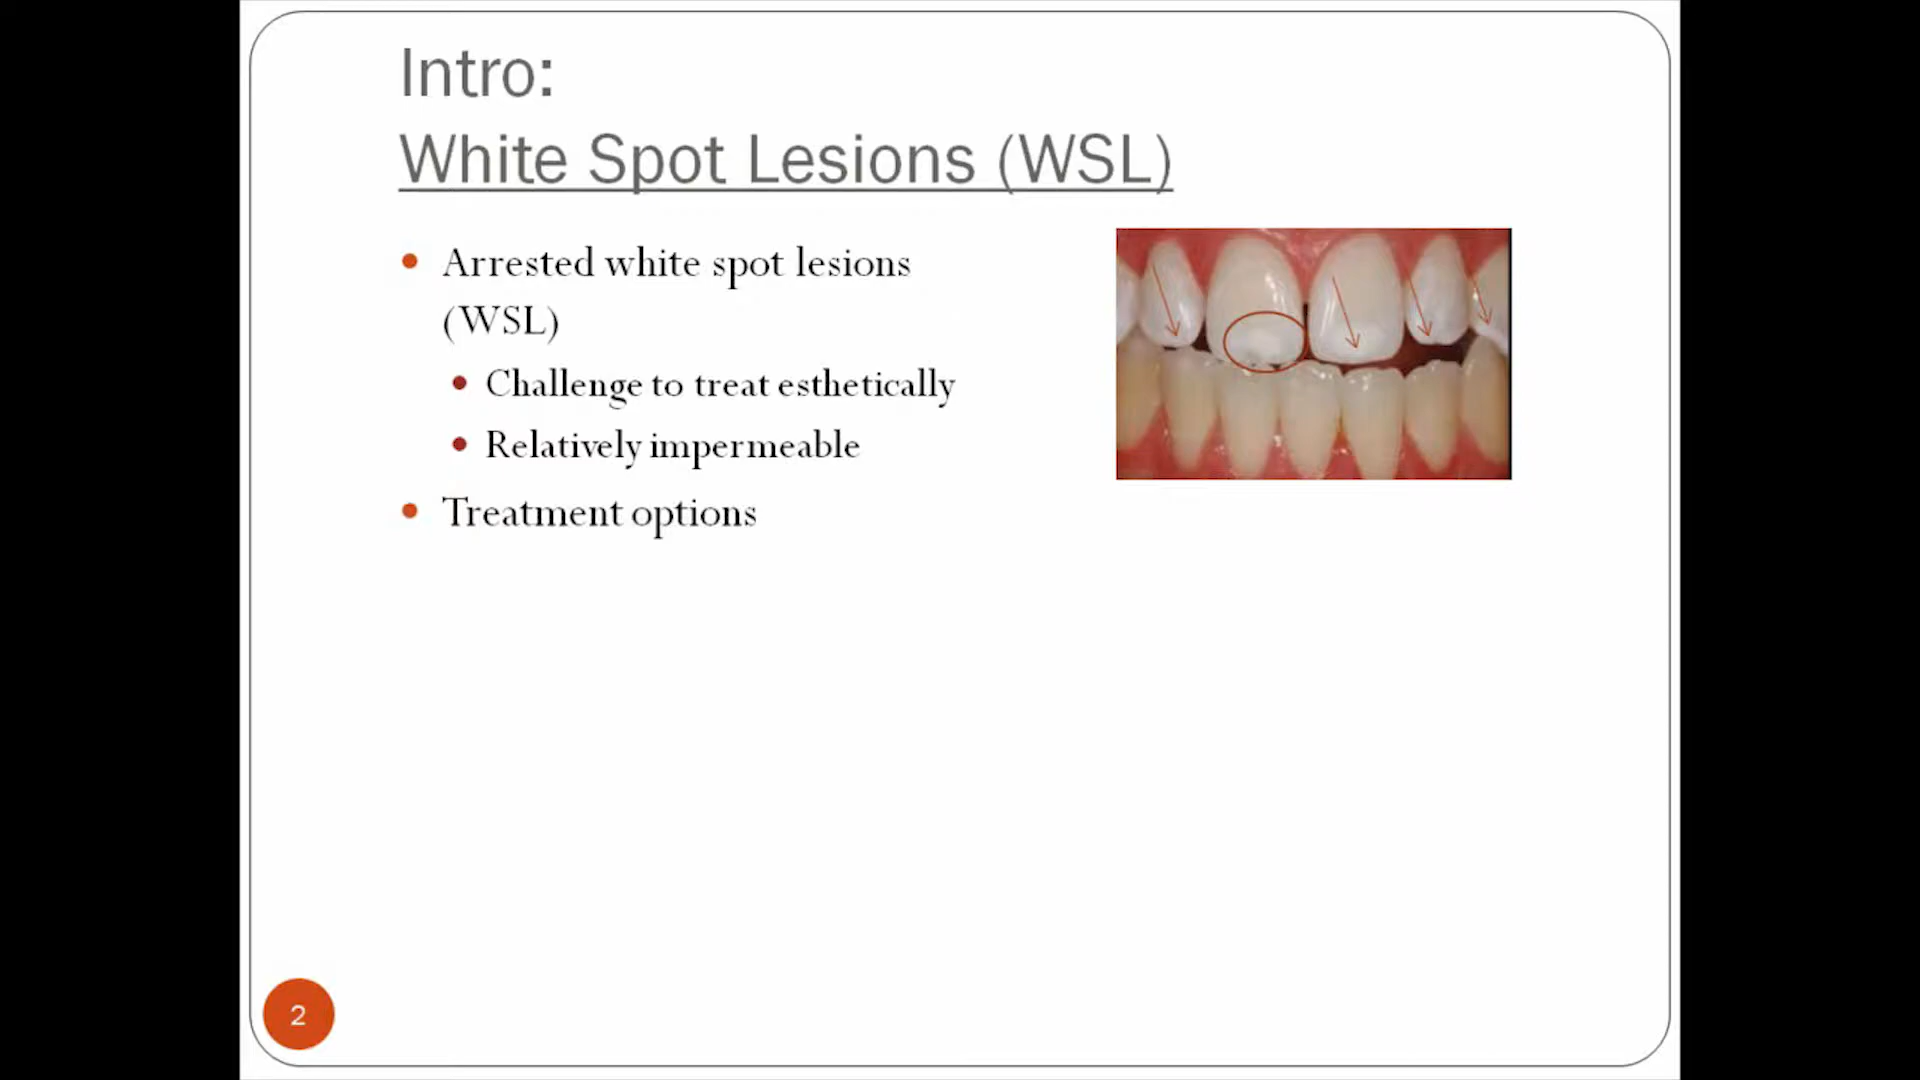 Intro:
White Spot Lesions (WSL)
Arrested white spot lesions
(WSL)
Challenge to treat esthetically
Relatively impermeable
Treatment options
2